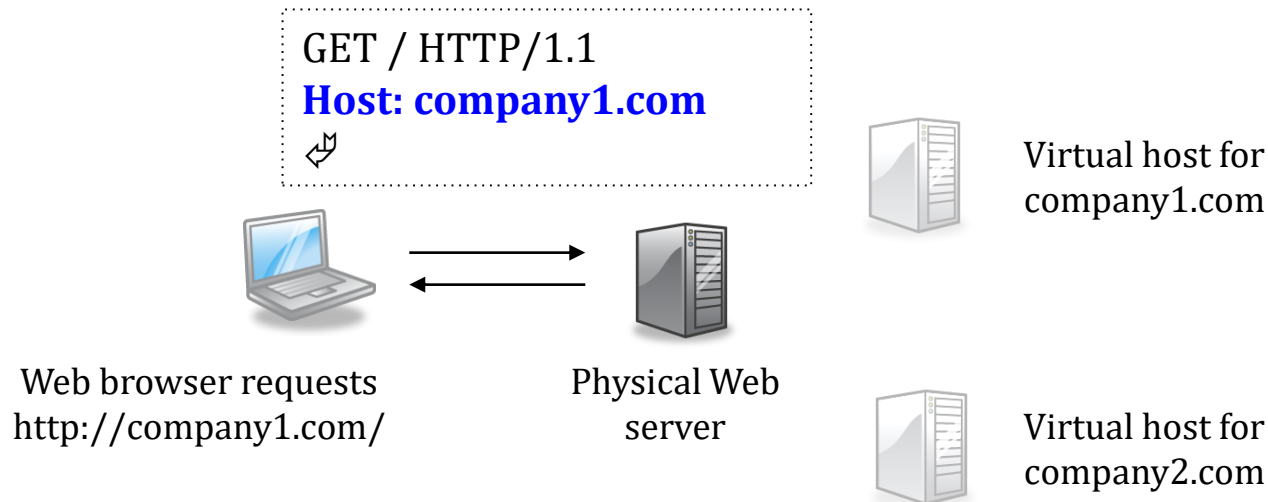 GET / HTTP/1.1
Host: company1.com
Virtual host for
company1.com
Web browser requests
http://company1.com/
Physical Web
server
Virtual host for
company2.com